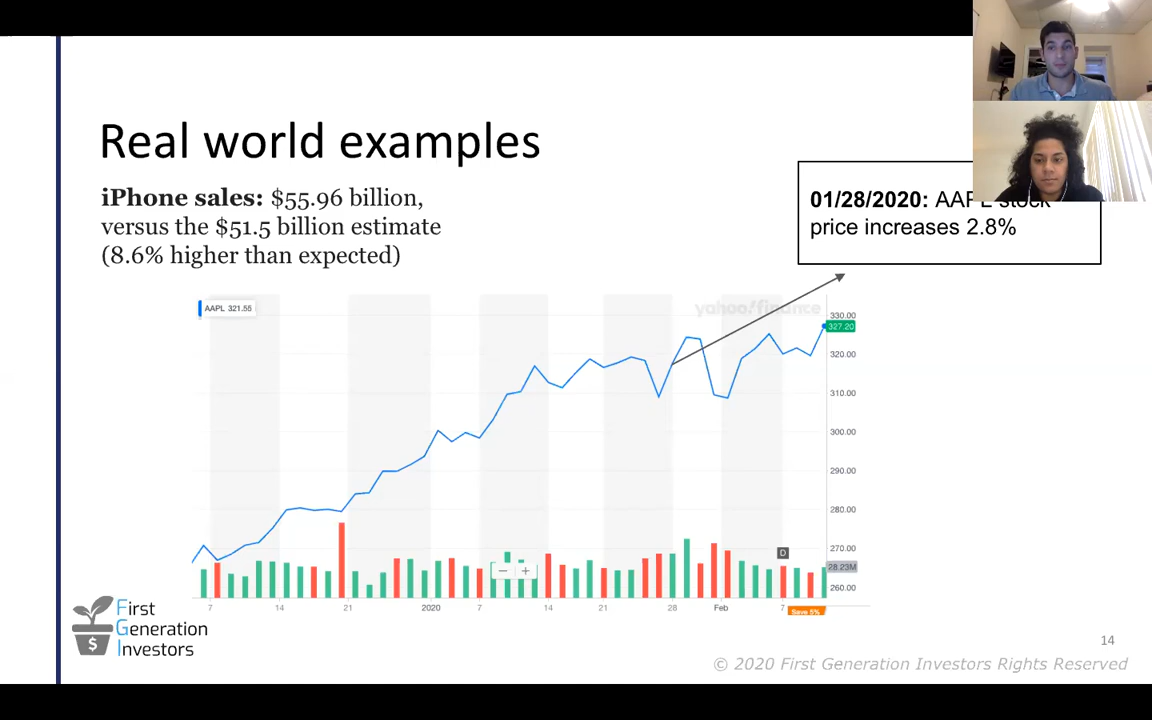 Real world examples
iPhone sales: $55.96 billion,
versus the $51.5 billion estimate
(8.6% higher than expected)
01/28/2020: AAPL stock
price increases 2.8%
AAPL 321.55
yahoo!finance
330.00
327.20
320.00
310.00
300.00
290.00
280.00
270.00
D
28.23M
− +
260.00
7 14 21 2020 7 14 21 28 Feb 7
Save 5%
First
Generation
Investors
$
14
© 2020 First Generation Investors Rights Reserved